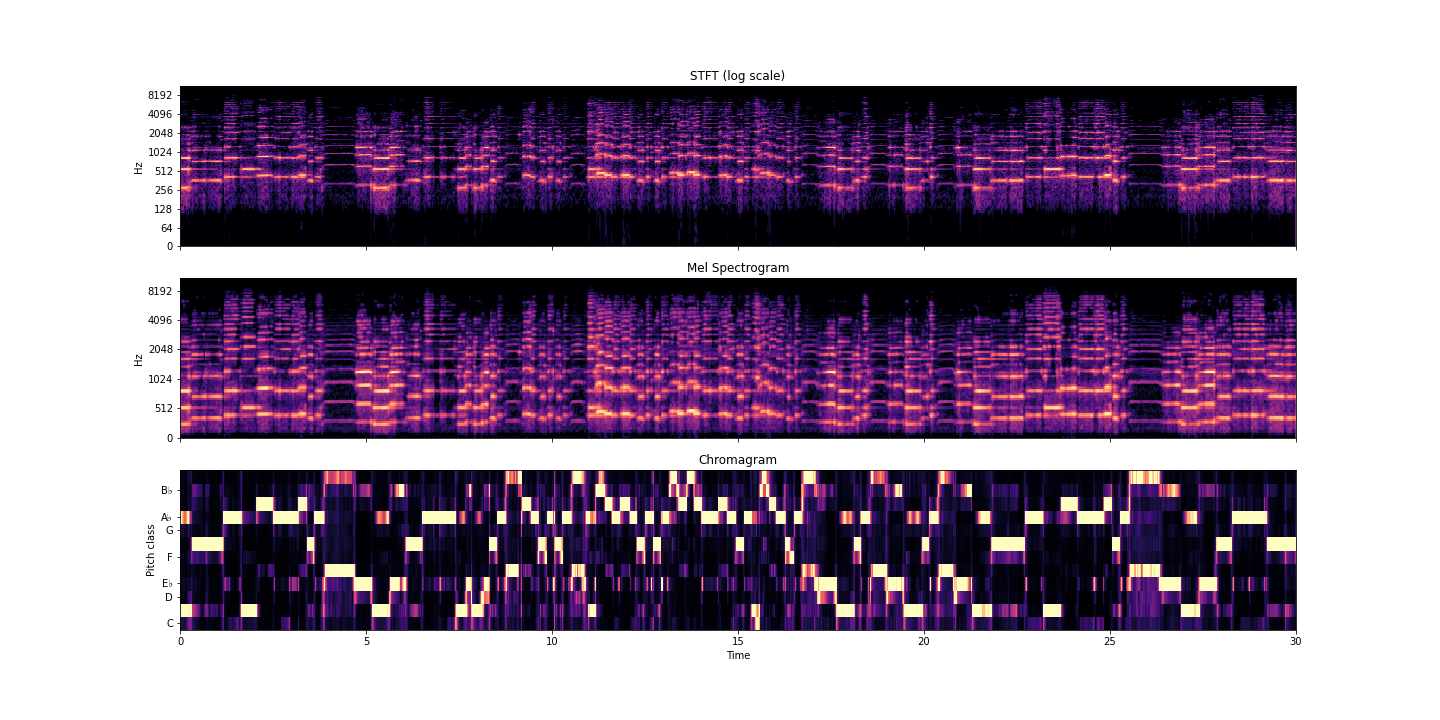 STFT (log scale)
8192
4096
2048
1024
512
256
128
64
0
Hz
Mel Spectrogram
8192
4096
2048
1024
512
0
Hz
Chromagram
B♭
A♭
G
F
E♭
D
C
Pitch class
0 5 10 15 20 25 30
Time